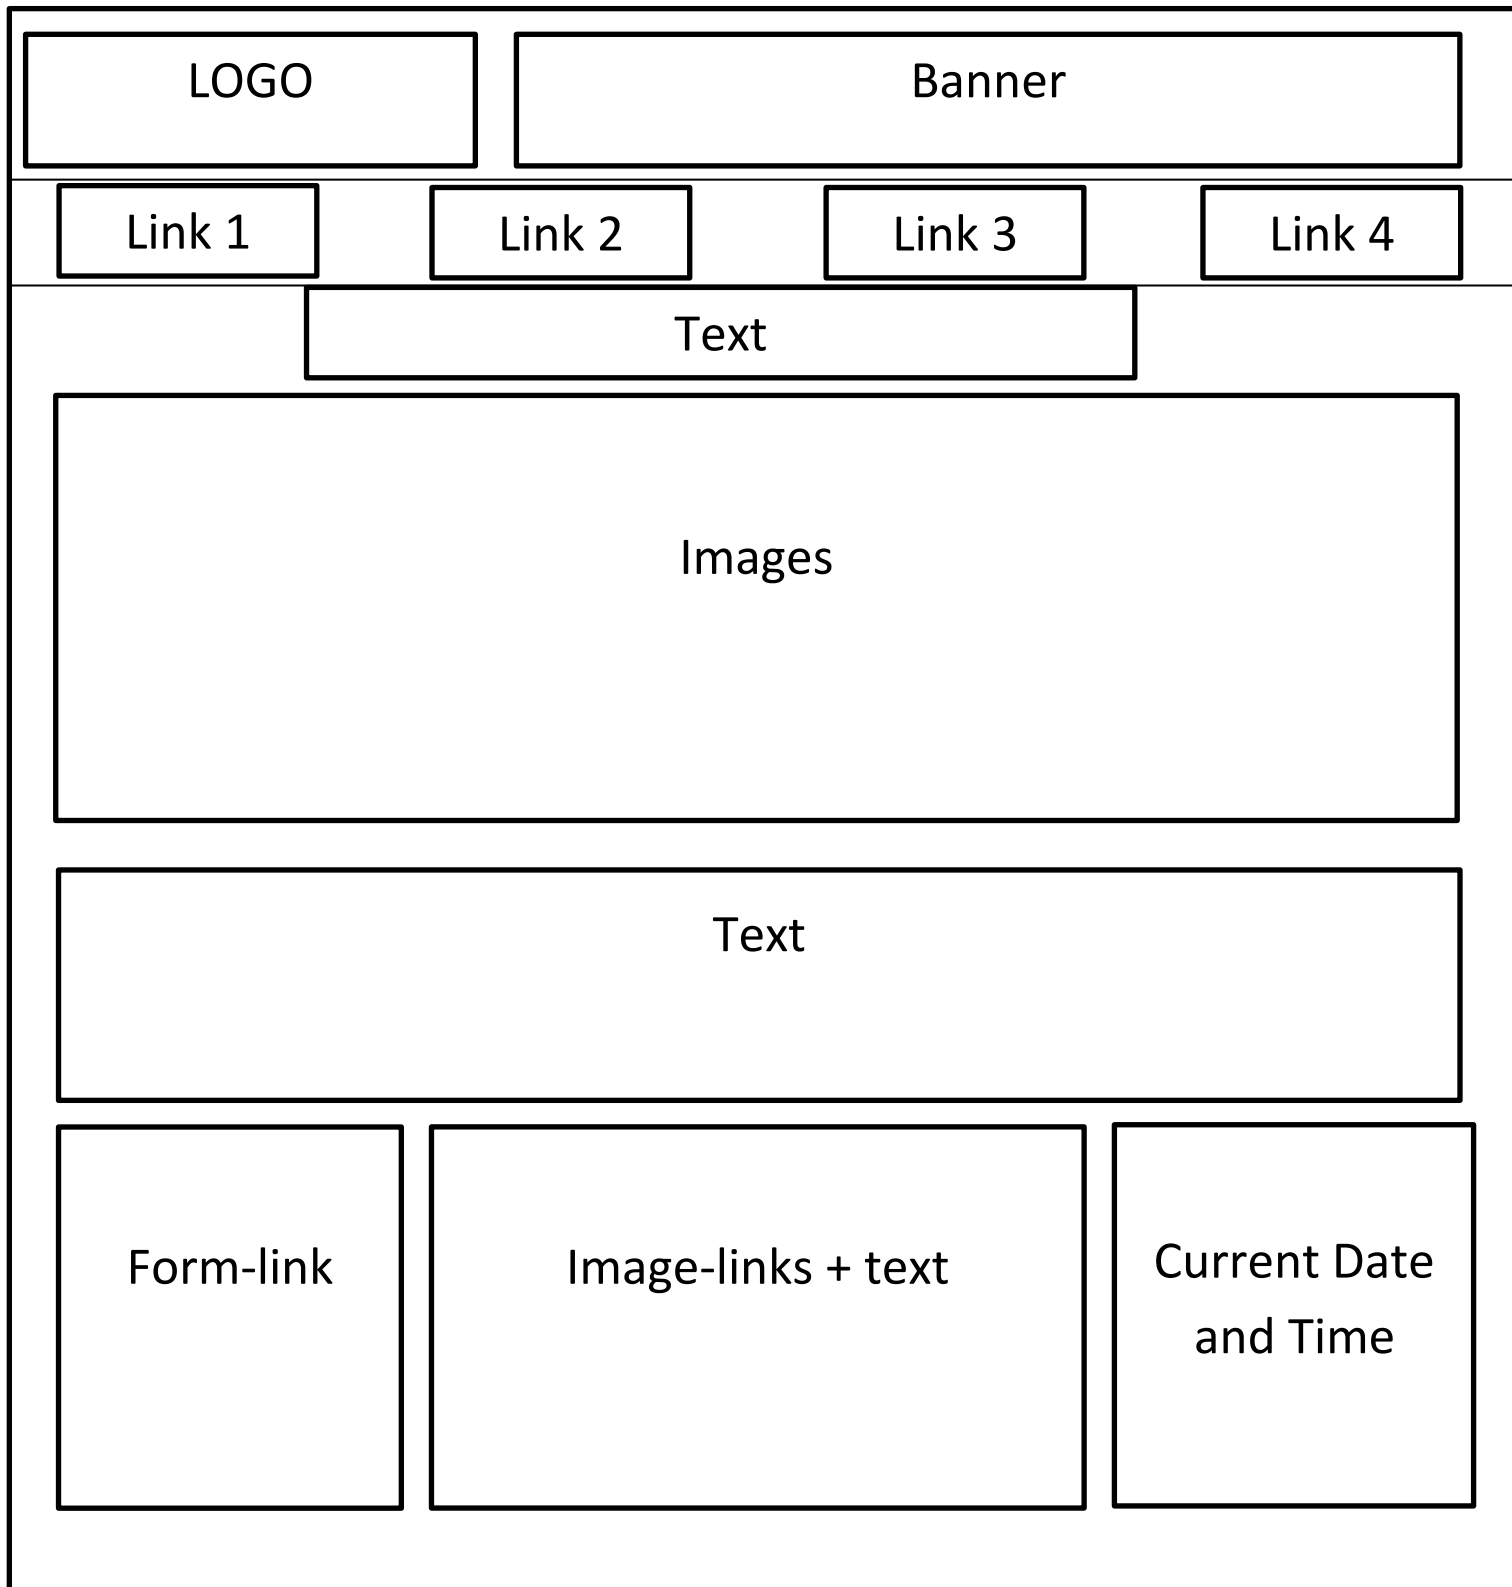 LOGO
Banner
Link 1
Link 2
Link 3
Link 4
Text
Images
Text
Form-link
Image-links + text
Current Date
and Time